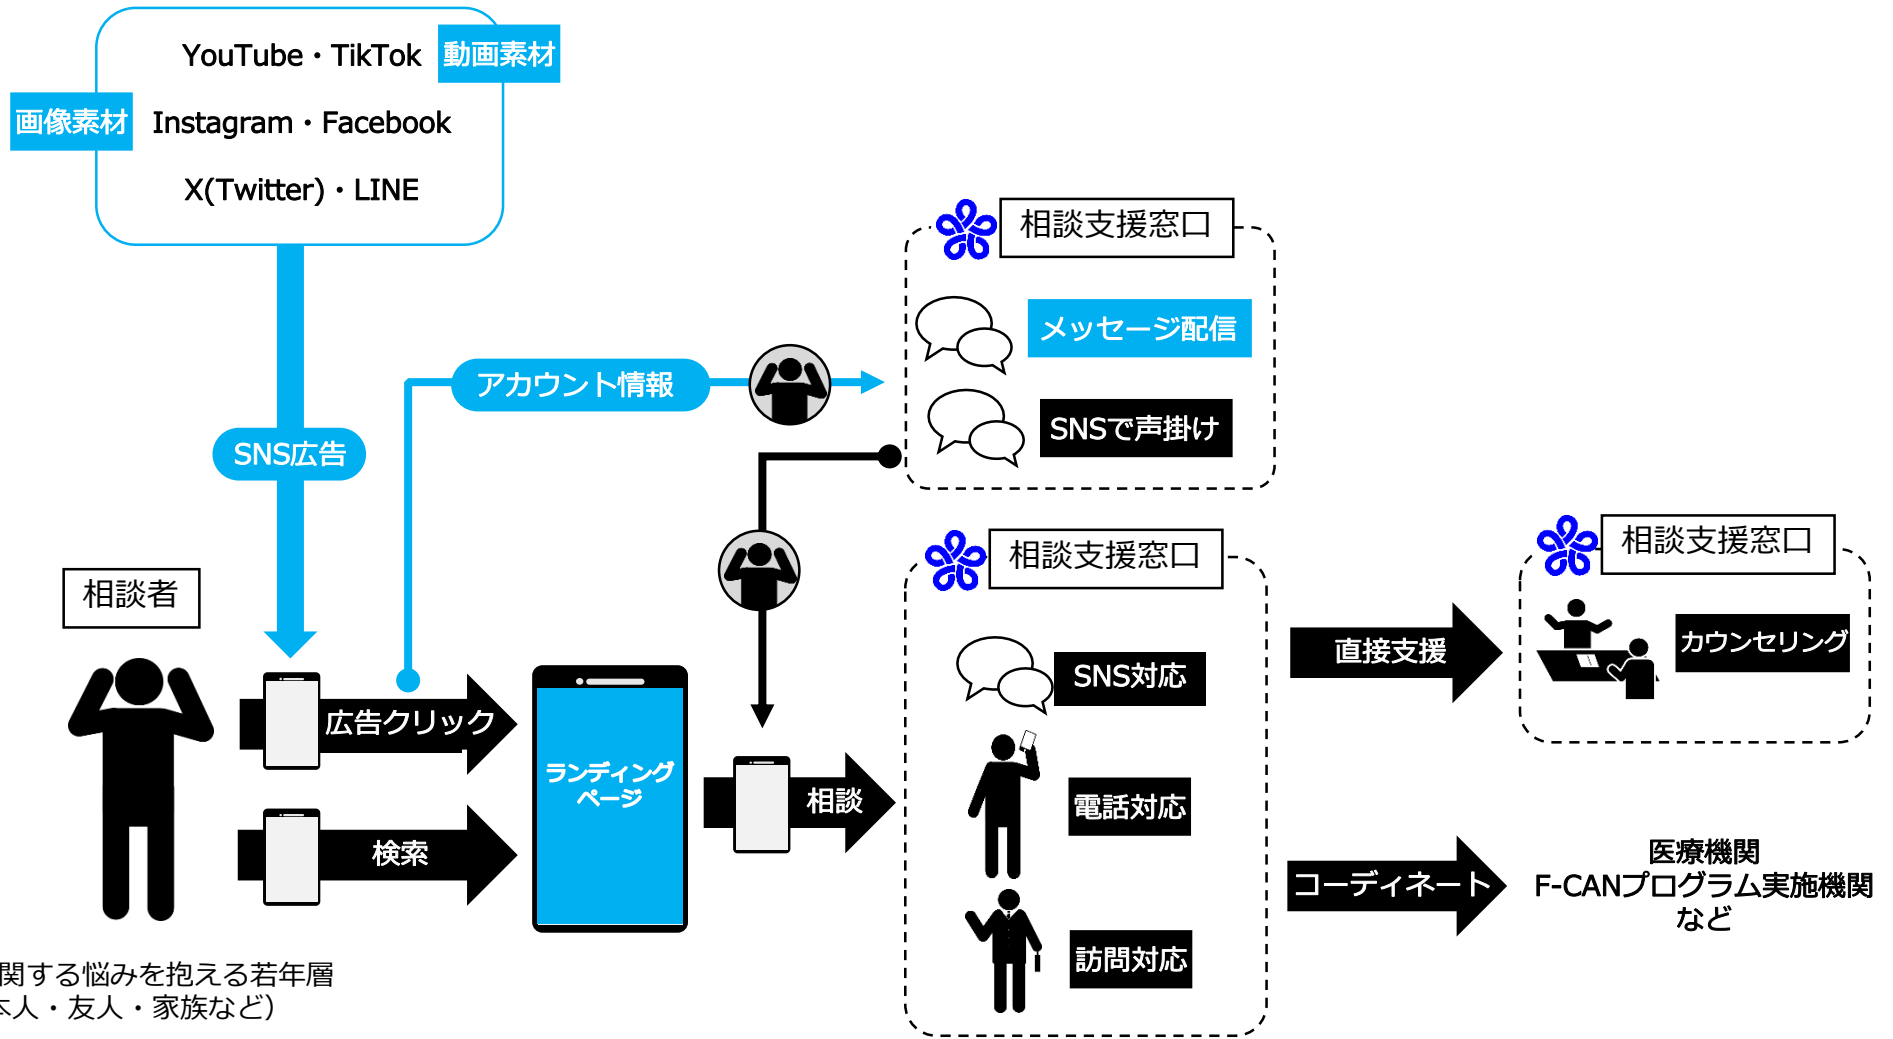 YouTube・TikTok
動画素材
画像素材
Instagram・Facebook
X(Twitter)・LINE
SNS広告
アカウント情報
相談支援窓口
メッセージ配信
SNSで声掛け
相談者
広告クリック
検索
ランディング
ページ
相談
相談支援窓口
SNS対応
電話対応
訪問対応
直接支援
コーディネート
相談支援窓口
カウンセリング
医療機関
F-CANプログラム実施機関
など
関する悩みを抱える若年層
本人・友人・家族など）